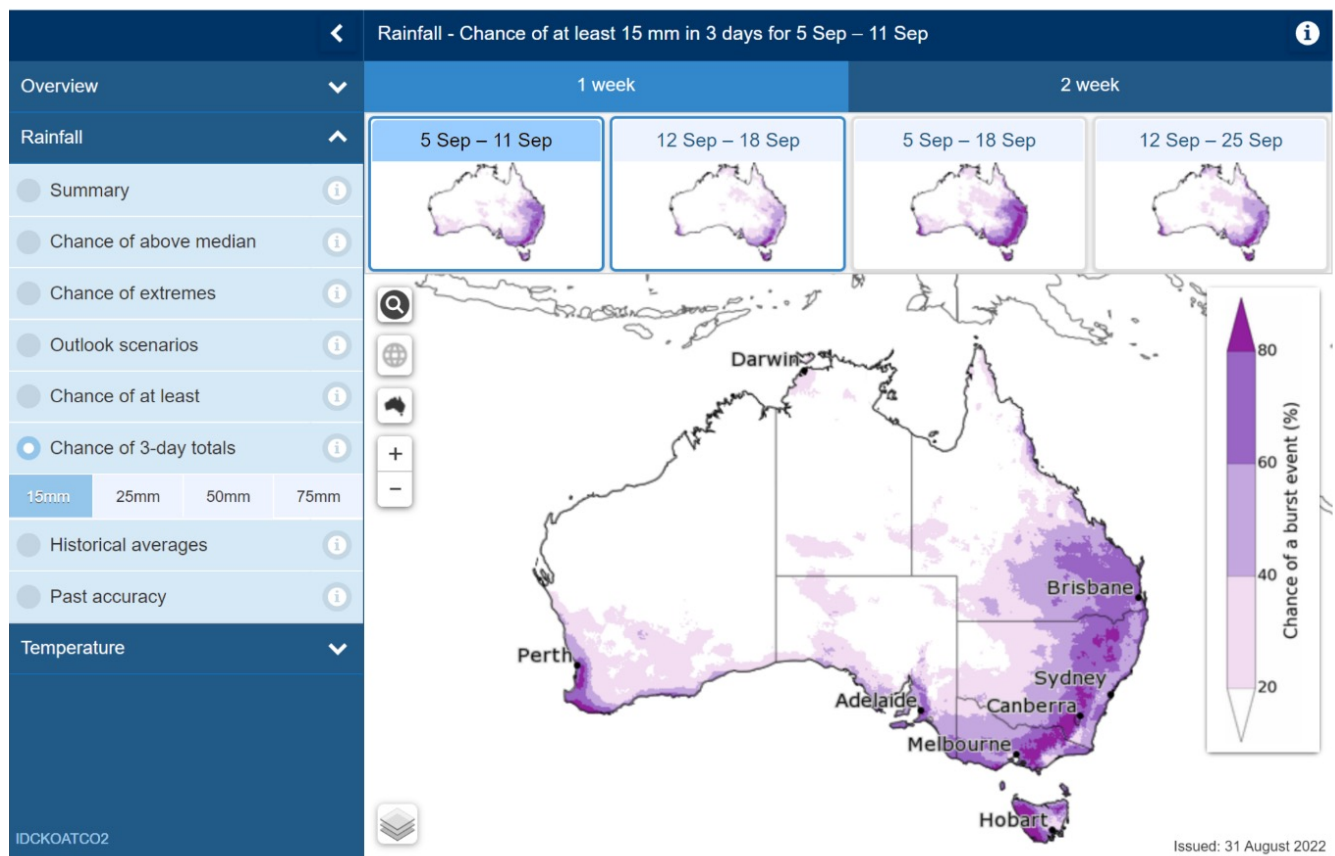 Rainfall - Chance of at least 15 mm in 3 days for 5 Sep – 11 Sep
Overview
Rainfall
Summary
Chance of above median
Chance of extremes
Outlook scenarios
Chance of at least
Chance of 3-day totals
15mm 25mm 50mm 75mm
Historical averages
Past accuracy
Temperature
IDCKOATCO2
1 week 2 week
5 Sep – 11 Sep 12 Sep – 18 Sep 5 Sep – 18 Sep 12 Sep – 25 Sep
+
−
Darwin
Brisbane
Perth
Sydney
Adelaide
Canberra
Melbourne
Hobart
80
60
40
20
Chance of a burst event (%)
Issued: 31 August 2022